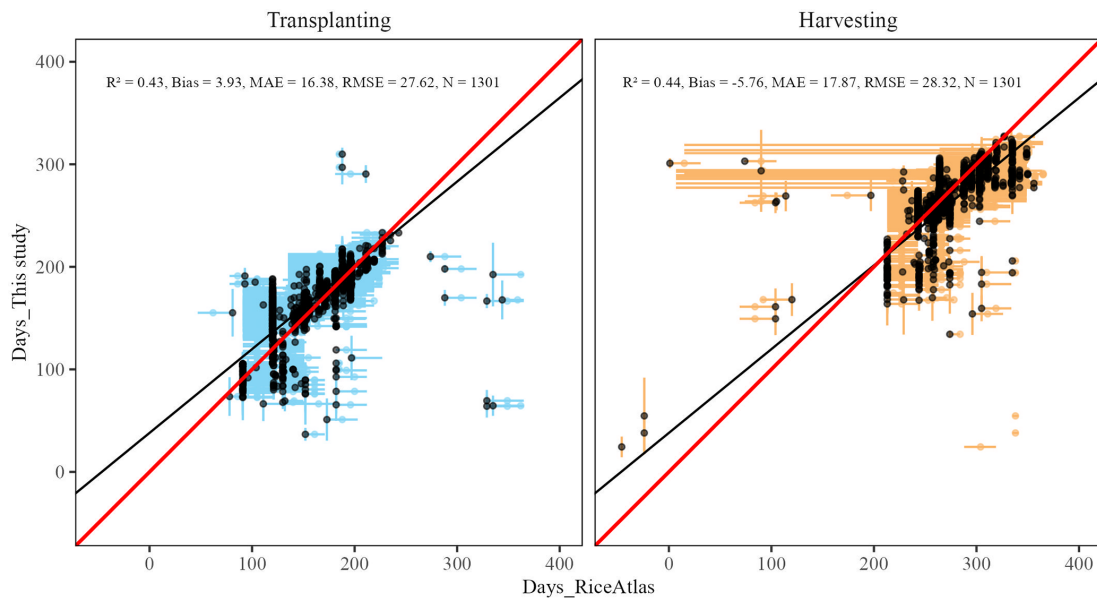 Transplanting
Harvesting
R² = 0.43, Bias = 3.93, MAE = 16.38, RMSE = 27.62, N = 1301
R² = 0.44, Bias = -5.76, MAE = 17.87, RMSE = 28.32, N = 1301
Days_This study
400
300
200
100
0
0 100 200 300 400
0 100 200 300 400
Days_RiceAtlas